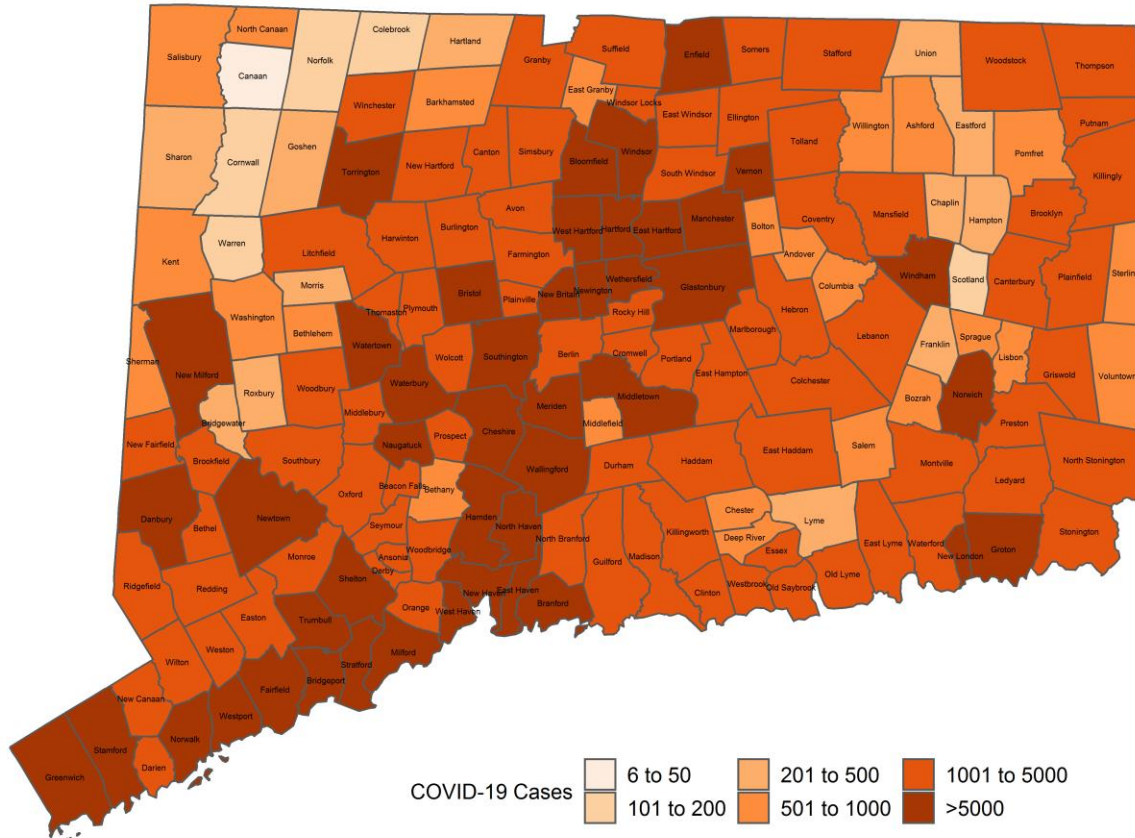 North Canaan
Colebrook
Hartland
Suffield
Enfield
Somers
Stafford
Union
Woodstock
Thompson
Salisbury
Norfolk
Canaan
Granby
East Granby
Windsor Locks
Winchester
Barkhamsted
East Windsor
Ellington
Willington
Ashford
Eastford
Putnam
Pomfret
Sharon
Cornwall
Goshen
Torrington
New Hartford
Canton
Simsbury
Bloomfield
Windsor
South Windsor
Vernon
Tolland
Killingly
Avon
West Hartford
Hartford
East Hartford
Manchester
Bolton
Coventry
Mansfield
Chaplin
Hampton
Brooklyn
Kent
Warren
Litchfield
Harwinton
Burlington
Farmington
Andover
Columbia
Windham
Scotland
Canterbury
Plainfield
Morris
Washington
Bethlehem
Thomaston
Plymouth
Bristol
Plainville
New Britain
Newington
Wethersfield
Glastonbury
Rocky Hill
Hebron
Marlborough
Lebanon
Franklin
Sprague
Lisbon
Griswold
Sherman
New Milford
Roxbury
Woodbury
Watertown
Wolcott
Southington
Berlin
Cromwell
Portland
East Hampton
Colchester
Bozrah
Norwich
Preston
Bridgewater
Waterbury
Middlebury
Cheshire
Meriden
Middletown
Middlefield
New Fairfield
Brookfield
Southbury
Naugatuck
Prospect
Wallingford
Durham
Haddam
East Haddam
Salem
Montville
Ledyard
North Stonington
Danbury
Bethel
Newtown
Oxford
Beacon Falls
Bethany
Hamden
North Haven
Seymour
Woodbridge
North Branford
Guilford
Madison
Killingworth
Chester
Deep River
Essex
Lyme
East Lyme
Waterford
New London
Groton
Stonington
Ridgefield
Redding
Monroe
Ansonia
Derby
Shelton
Orange
New Haven
West Haven
East Haven
Branford
Clinton
Westbrook
Old Saybrook
Old Lyme
Easton
Trumbull
Milford
Wilton
Weston
Stratford
Bridgeport
Fairfield
New Canaan
Westport
Norwalk
Stamford
Darien
Greenwich
COVID-19 Cases
6 to 50
201 to 500
1001 to 5000
101 to 200
501 to 1000
>5000